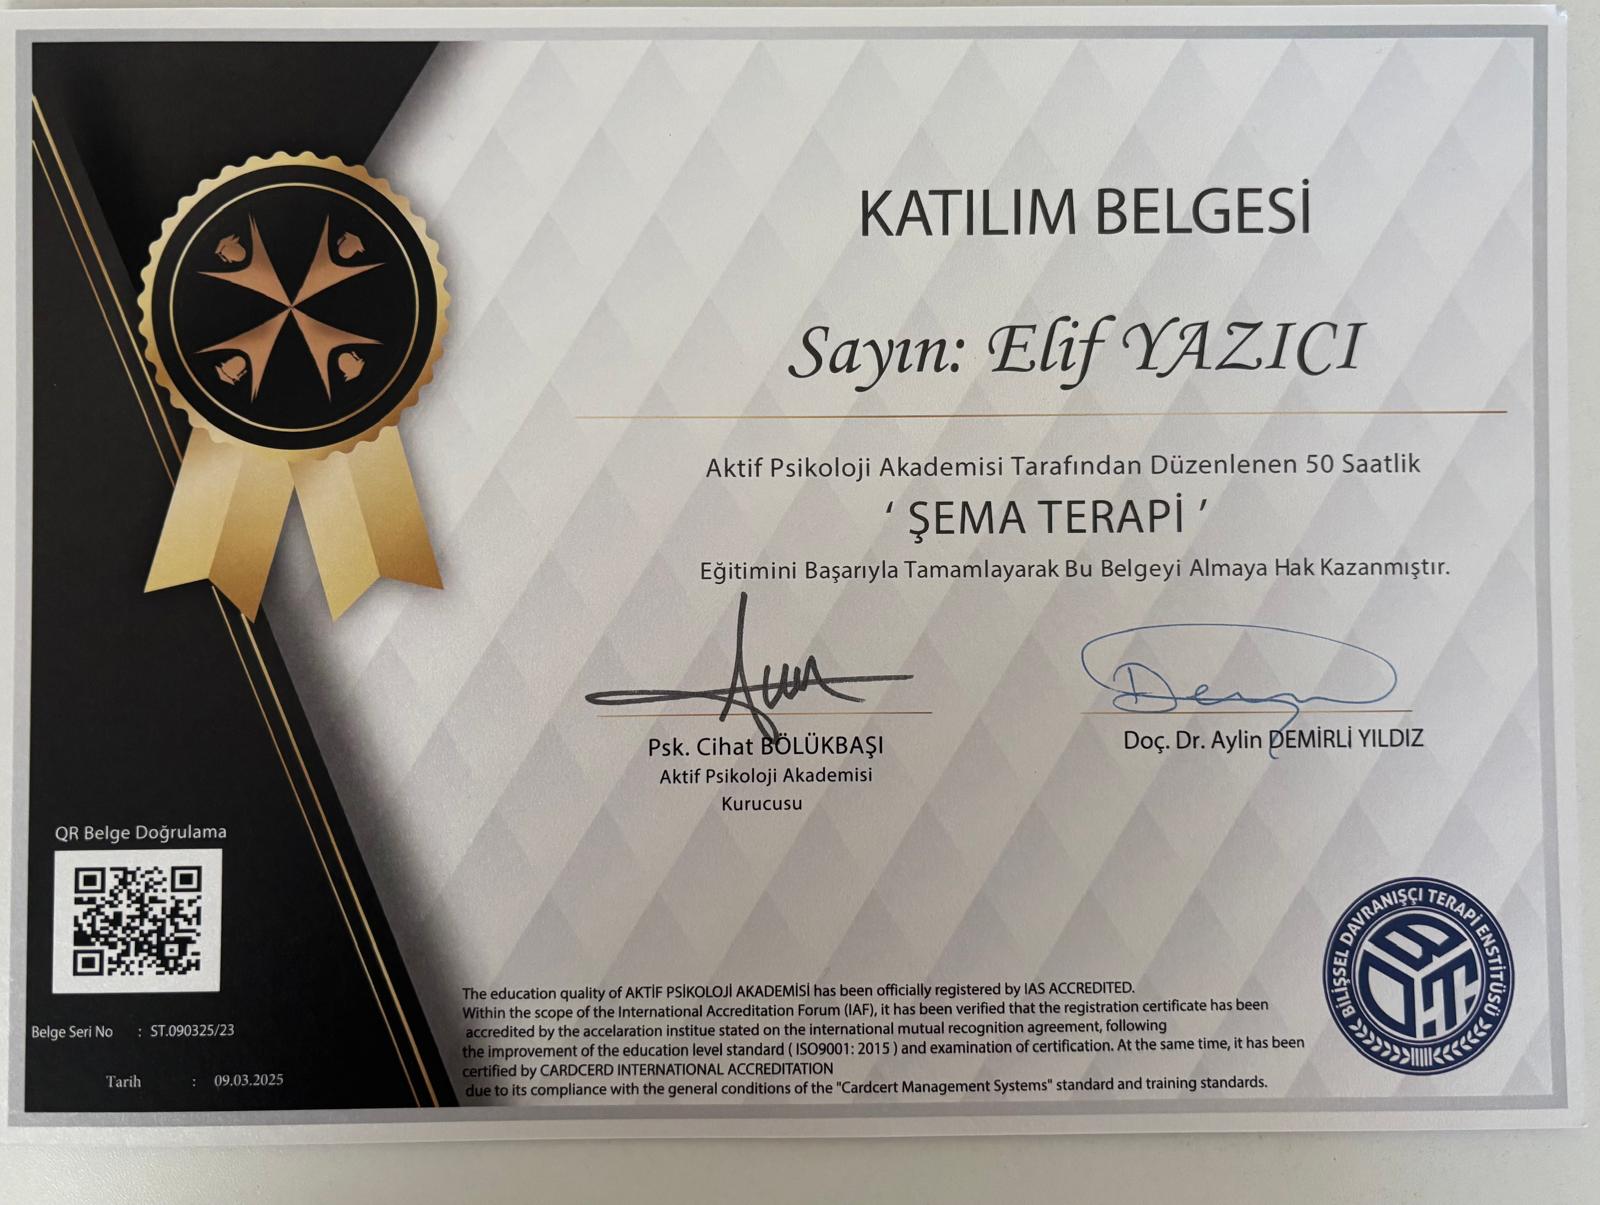 KATILIM BELGESİ
Sayın: Elif YAZICI
Aktif Psikoloji Akademisi Tarafından Düzenlenen 50 Saatlik
‘ ŞEMA TERAPİ ’
Eğitimini Başarıyla Tamamlayarak Bu Belgeyi Almaya Hak Kazanmıştır.
Psk. Cihat BÖLÜKBAŞI
Aktif Psikoloji Akademisi
Kurucusu
Doç. Dr. Aylin DEMİRLİ YILDIZ
QR Belge Doğrulama
Belge Seri No : ST.090325/23
Tarih : 09.03.2025
The education quality of AKTİF PSİKOLOJİ AKADEMİSİ has been officially registered by IAS ACCREDITED.
Within the scope of the International Accreditation Forum (IAF), it has been verified that the registration certificate has been
accredited by the accelaration institue stated on the international mutual recognition agreement, following
the improvement of the education level standard ( ISO9001: 2015 ) and examination of certification. At the same time, it has been
certified by CARDCERD INTERNATIONAL ACCREDITATION
due to its compliance with the general conditions of the "Cardcert Management Systems" standard and training standards.
BİLİŞSEL DAVRANIŞÇI TERAPİ ENSTİTÜSÜ